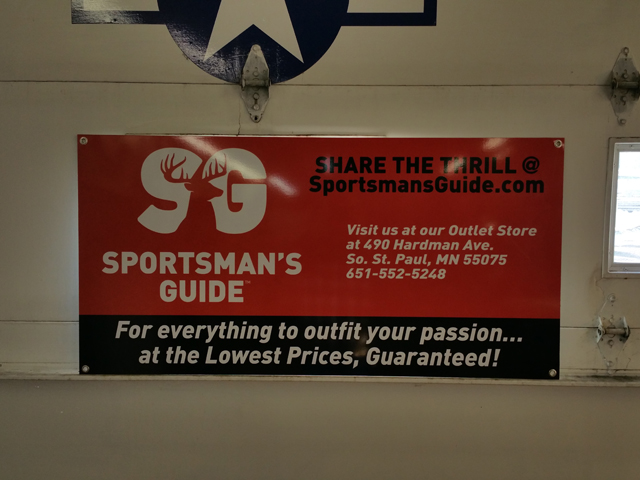 SG
SPORTSMAN'S
GUIDE™
SHARE THE THRILL @
SportsmansGuide.com
Visit us at our Outlet Store
at 490 Hardman Ave.
So. St. Paul, MN 55075
651-552-5248
For everything to outfit your passion...
at the Lowest Prices, Guaranteed!